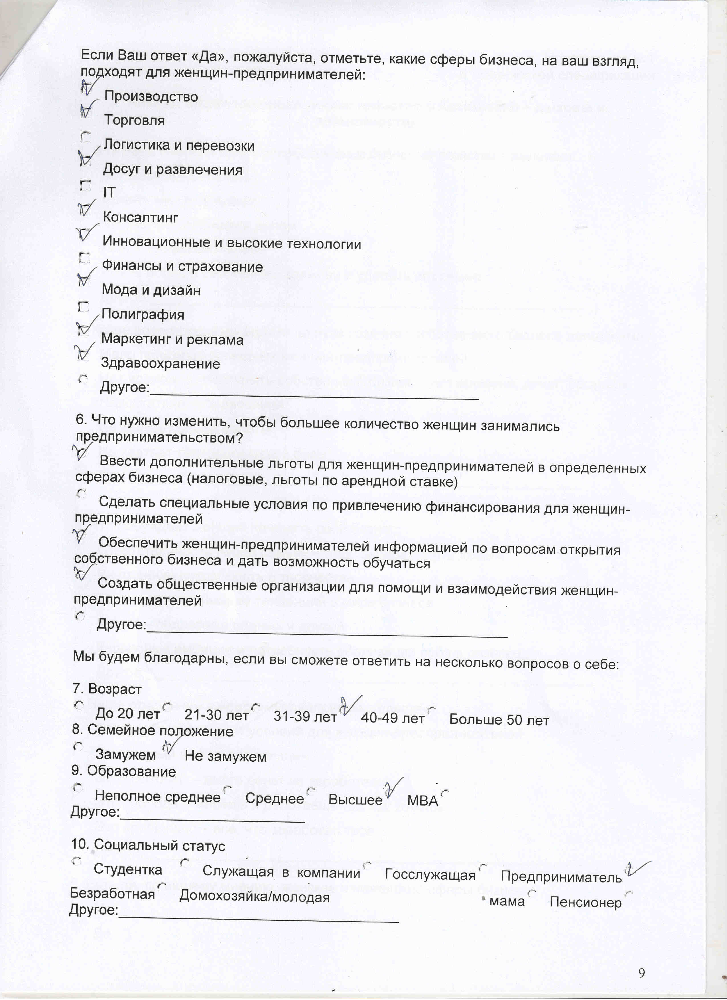 Если Ваш ответ «Да», пожалуйста, отметьте, какие сферы бизнеса, на ваш взгляд,
подходят для женщин-предпринимателей:
Производство
Торговля
Логистика и перевозки
Досуг и развлечения
IT
Консалтинг
Инновационные и высокие технологии
Финансы и страхование
Мода и дизайн
Полиграфия
Маркетинг и реклама
Здравоохранение
Другое:
6. Что нужно изменить, чтобы большее количество женщин занимались
предпринимательством?
Ввести дополнительные льготы для женщин-предпринимателей в определенных
сферах бизнеса (налоговые, льготы по арендной ставке)
Сделать специальные условия по привлечению финансирования для женщин-
предпринимателей
Обеспечить женщин-предпринимателей информацией по вопросам открытия
собственного бизнеса и дать возможность обучаться
Создать общественные организации для помощи и взаимодействия женщин-
предпринимателей
Другое:
Мы будем благодарны, если вы сможете ответить на несколько вопросов о себе:
7. Возраст
До 20 лет 21-30 лет 31-39 лет 40-49 лет Больше 50 лет
8. Семейное положение
Замужем Не замужем
9. Образование
Неполное среднее Среднее Высшее MBA
Другое:
10. Социальный статус
Студентка Служащая в компании Госслужащая Предприниматель
Безработная Домохозяйка/молодая мама Пенсионер
Другое:
9